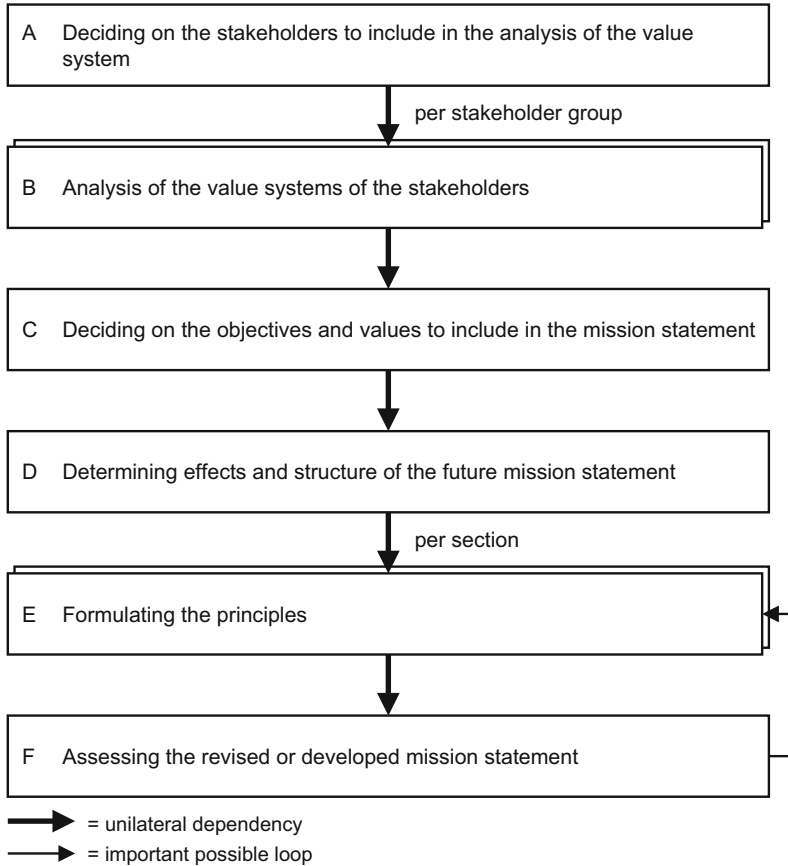 A Deciding on the stakeholders to include in the analysis of the value
system
per stakeholder group
B Analysis of the value systems of the stakeholders
C Deciding on the objectives and values to include in the mission statement
D Determining effects and structure of the future mission statement
per section
E Formulating the principles
F Assessing the revised or developed mission statement
= unilateral dependency
= important possible loop